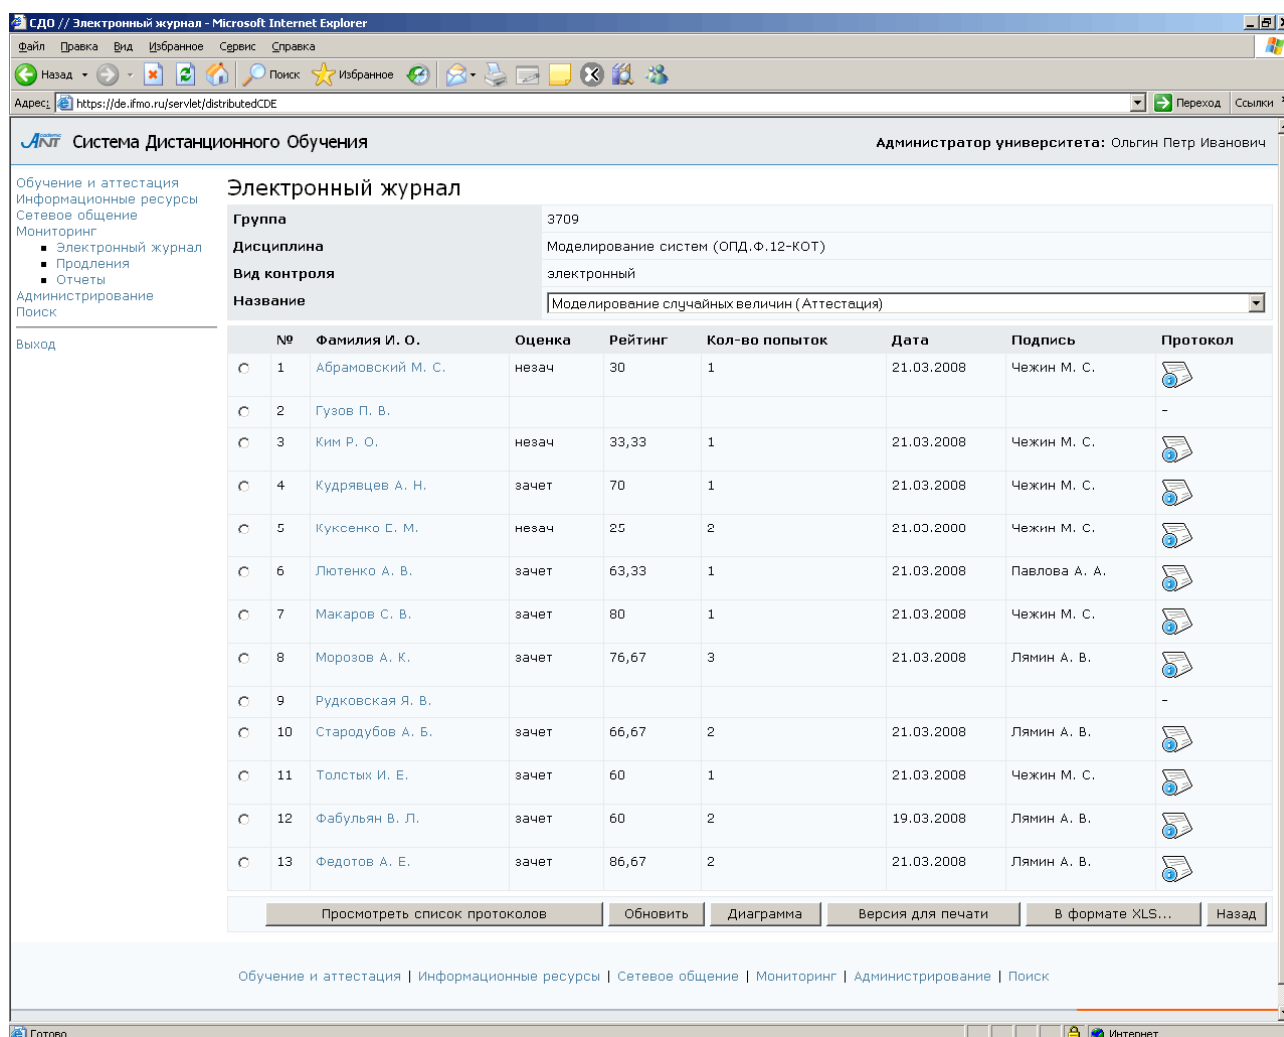 СДО // Электронный журнал - Microsoft Internet Explorer
Файл Правка Вид Избранное Сервис Справка
Назад Поиск Избранное
Адрес: https://de.ifmo.ru/servlet/distributedCDE Переход Ссылки
Academic ANT Система Дистанционного Обучения Администратор университета: Ольгин Петр Иванович
Обучение и аттестация
Информационные ресурсы
Сетевое общение
Мониторинг
Электронный журнал
Продления
Отчеты
Администрирование
Поиск
Выход
Электронный журнал
Группа 3709
Дисциплина Моделирование систем (ОПД.Ф.12-КОТ)
Вид контроля электронный
Название Моделирование случайных величин (Аттестация)
№ Фамилия И. О. Оценка Рейтинг Кол-во попыток Дата Подпись Протокол
1 Абрамовский М. С. незач 30 1 21.03.2008 Чежин М. С.
2 Гузов П. В. -
3 Ким Р. О. незач 33,33 1 21.03.2008 Чежин М. С.
4 Кудрявцев А. Н. зачет 70 1 21.03.2008 Чежин М. С.
5 Куксенко Е. М. незач 25 2 21.03.2008 Чежин М. С.
6 Лютенко А. В. зачет 63,33 1 21.03.2008 Павлова А. А.
7 Макаров С. В. зачет 80 1 21.03.2008 Чежин М. С.
8 Морозов А. К. зачет 76,67 3 21.03.2008 Лямин А. В.
9 Рудковская Я. В. -
10 Стародубов А. Б. зачет 66,67 2 21.03.2008 Лямин А. В.
11 Толстых И. Е. зачет 60 1 21.03.2008 Чежин М. С.
12 Фабульян В. Л. зачет 60 2 19.03.2008 Лямин А. В.
13 Федотов А. Е. зачет 86,67 2 21.03.2008 Лямин А. В.
Просмотреть список протоколов Обновить Диаграмма Версия для печати В формате XLS... Назад
Обучение и аттестация | Информационные ресурсы | Сетевое общение | Мониторинг | Администрирование | Поиск
Готово Интернет